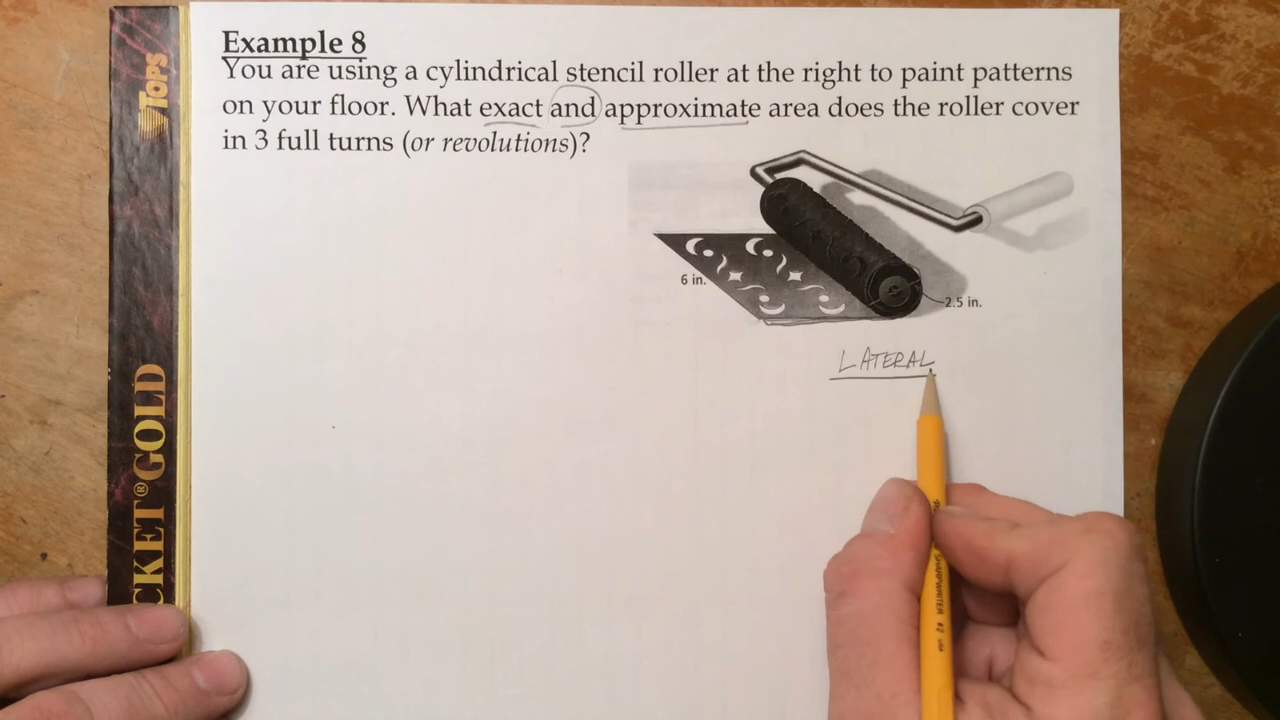 Example 8
You are using a cylindrical stencil roller at the right to paint patterns
on your floor. What exact and approximate area does the roller cover
in 3 full turns (or revolutions)?
6 in.
2.5 in.
LATERAL
TOPS
CKET®GOLD